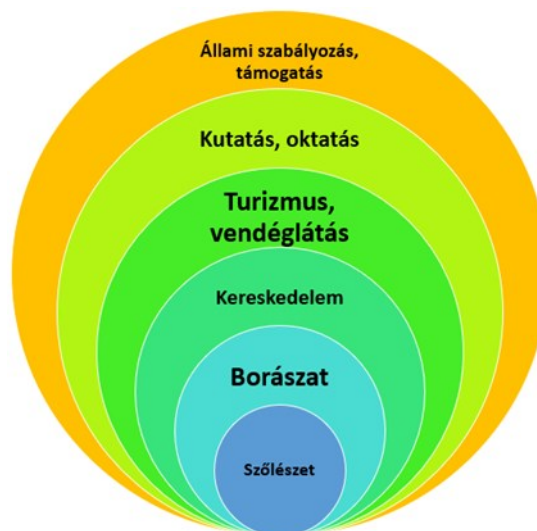 Állami szabályozás,
támogatás
Kutatás, oktatás
Turizmus,
vendéglátás
Kereskedelem
Borászat
Szőlészet